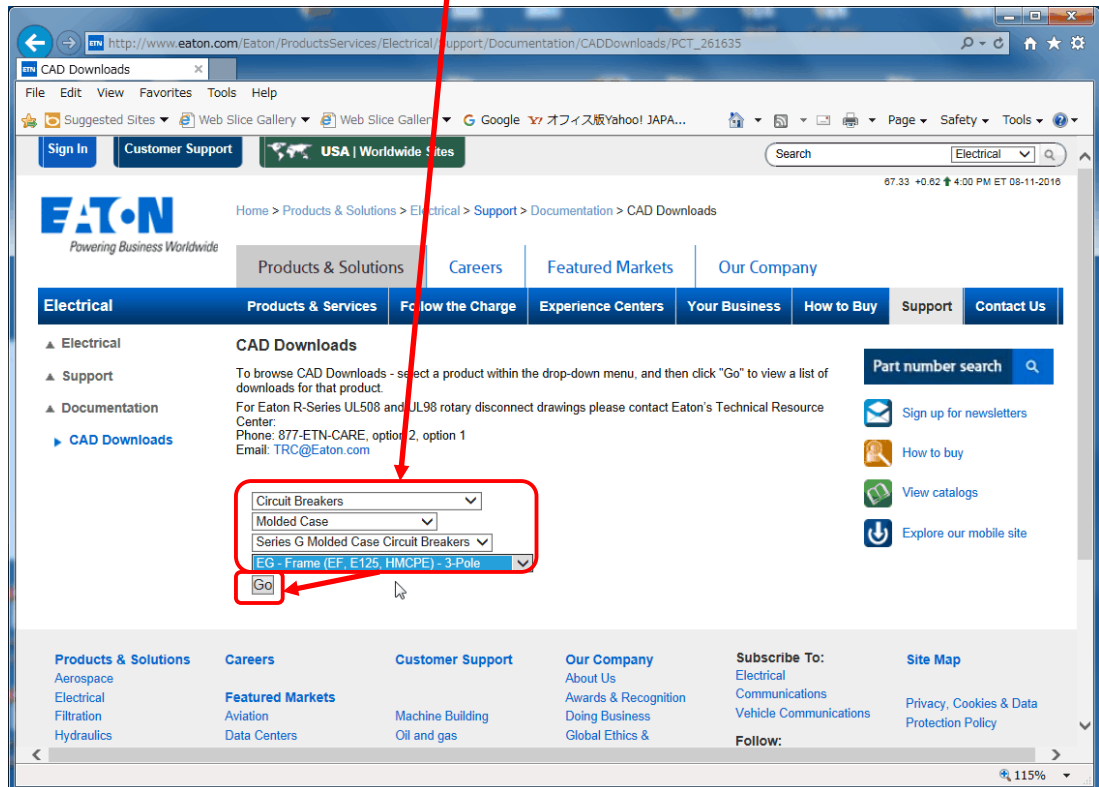 http://www.eaton.com/Eaton/ProductsServices/Electrical/Support/Documentation/CADDownloads/PCT_261635
ETN CAD Downloads ×
File Edit View Favorites Tools Help
Suggested Sites Web Slice Gallery Web Slice Gallery G Google オフィス版Yahoo! JAPA... Page Safety Tools
Sign In Customer Support USA | Worldwide Sites Search Electrical
67.33 +0.62 4:00 PM ET 08-11-2016
Home > Products & Solutions > Electrical > Support > Documentation > CAD Downloads
EATON
Powering Business Worldwide
Products & Solutions Careers Featured Markets Our Company
Electrical Products & Services Follow the Charge Experience Centers Your Business How to Buy Support Contact Us
Electrical
Support
Documentation
CAD Downloads
CAD Downloads
To browse CAD Downloads - select a product within the drop-down menu, and then click "Go" to view a list of
downloads for that product.
For Eaton R-Series UL508 and UL98 rotary disconnect drawings please contact Eaton's Technical Resource
Center:
Phone: 877-ETN-CARE, option 2, option 1
Email: TRC@Eaton.com
Circuit Breakers
Molded Case
Series G Molded Case Circuit Breakers
EG - Frame (EF, E125, HMCPE) - 3-Pole
Go
Part number search
Sign up for newsletters
How to buy
View catalogs
Explore our mobile site
Products & Solutions
Aerospace
Electrical
Filtration
Hydraulics
Careers
Featured Markets
Aviation
Data Centers
Customer Support
Machine Building
Oil and gas
Our Company
About Us
Awards & Recognition
Doing Business
Global Ethics &
Subscribe To:
Electrical
Communications
Vehicle Communications
Follow:
Site Map
Privacy, Cookies & Data
Protection Policy
115%